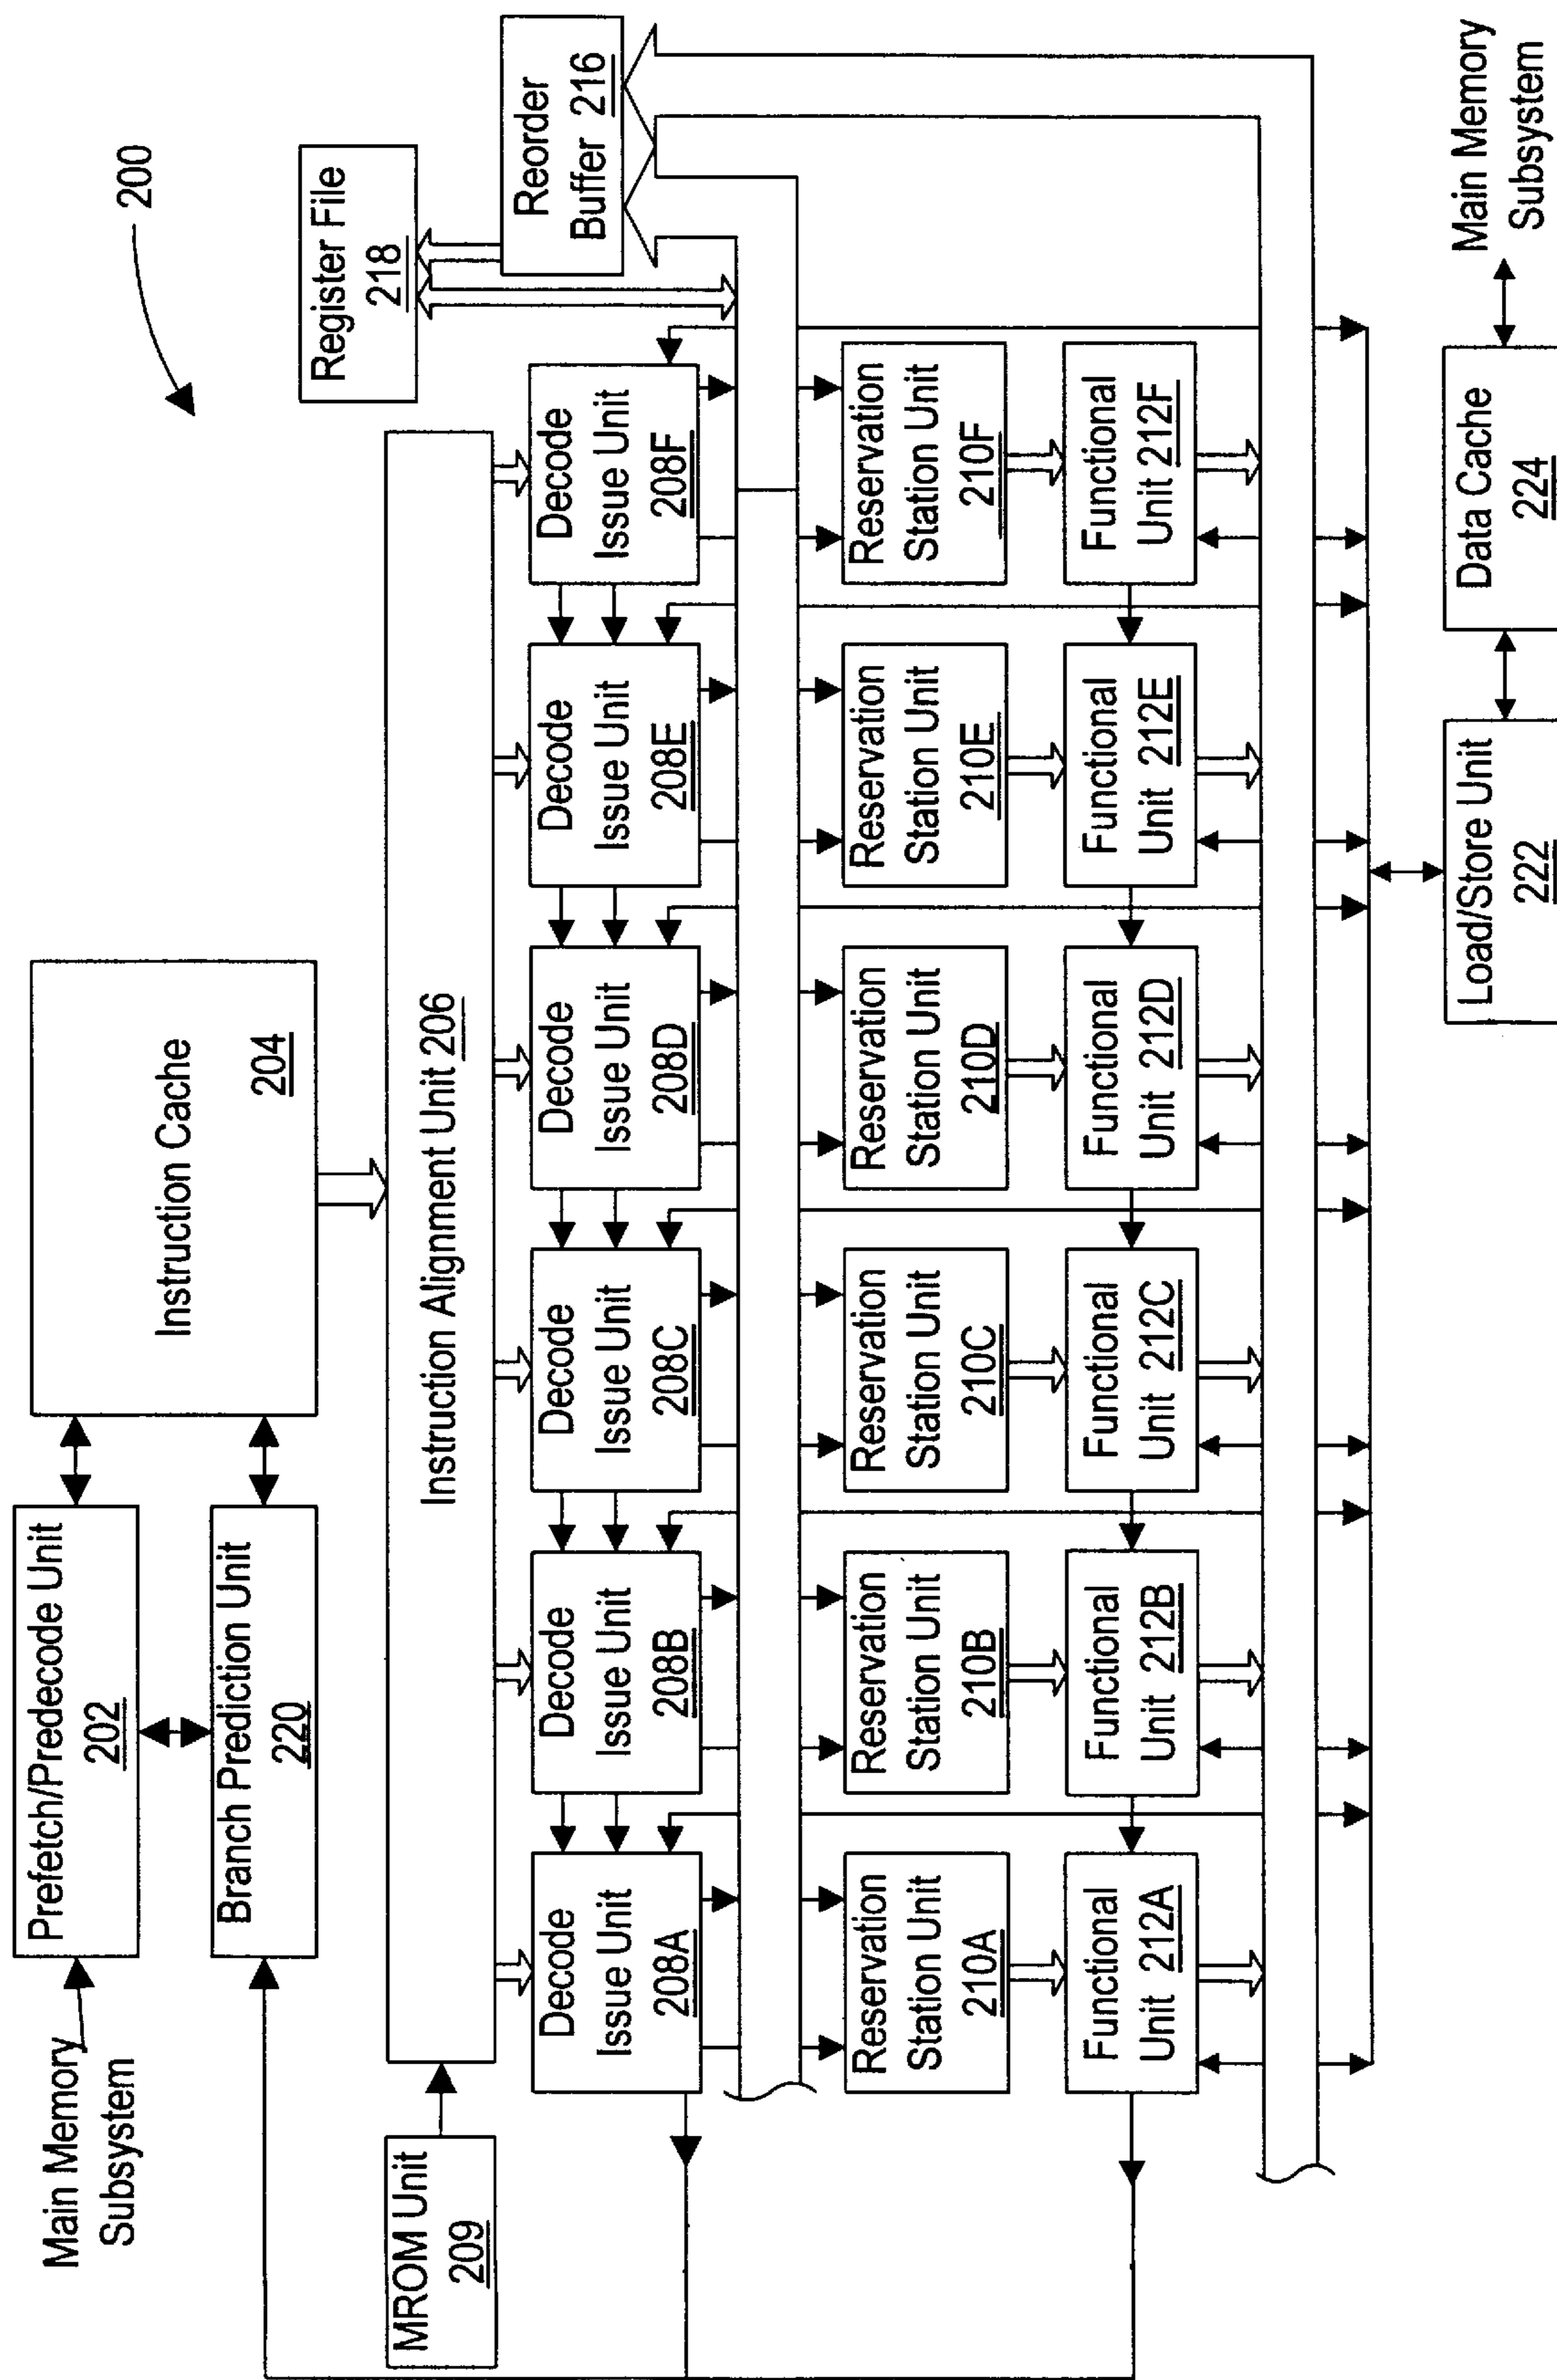 200
Main Memory
Subsystem
Prefetch/Predecode Unit
202
Branch Prediction Unit
220
Instruction Cache
204
Register File
218
Reorder
Buffer 216
MROM Unit
209
Instruction Alignment Unit 206
Decode
Issue Unit
208A
Decode
Issue Unit
208B
Decode
Issue Unit
208C
Decode
Issue Unit
208D
Decode
Issue Unit
208E
Decode
Issue Unit
208F
Reservation
Station Unit
210A
Reservation
Station Unit
210B
Reservation
Station Unit
210C
Reservation
Station Unit
210D
Reservation
Station Unit
210E
Reservation
Station Unit
210F
Functional
Unit 212A
Functional
Unit 212B
Functional
Unit 212C
Functional
Unit 212D
Functional
Unit 212E
Functional
Unit 212F
Load/Store Unit
222
Data Cache
224
Main Memory
Subsystem